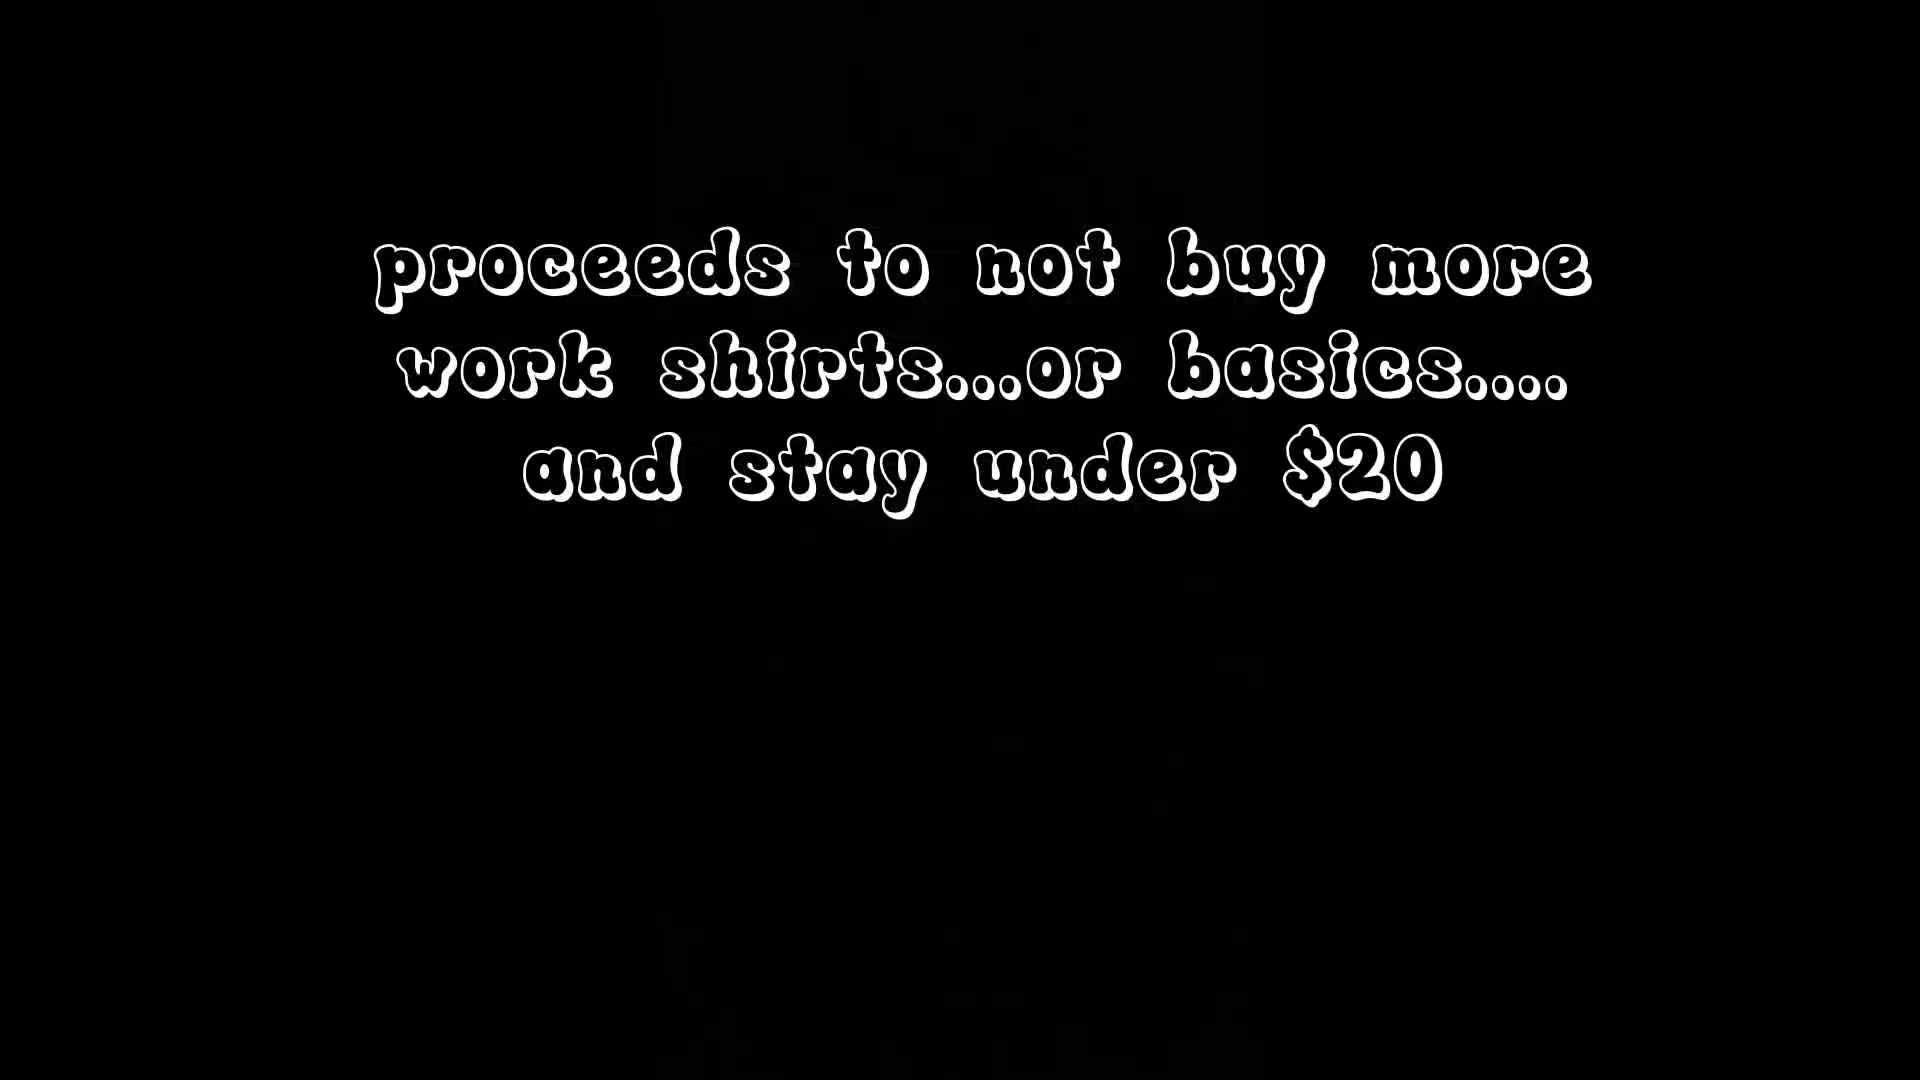 proceeds to not buy more
work shirts...or basics....
and stay under $20